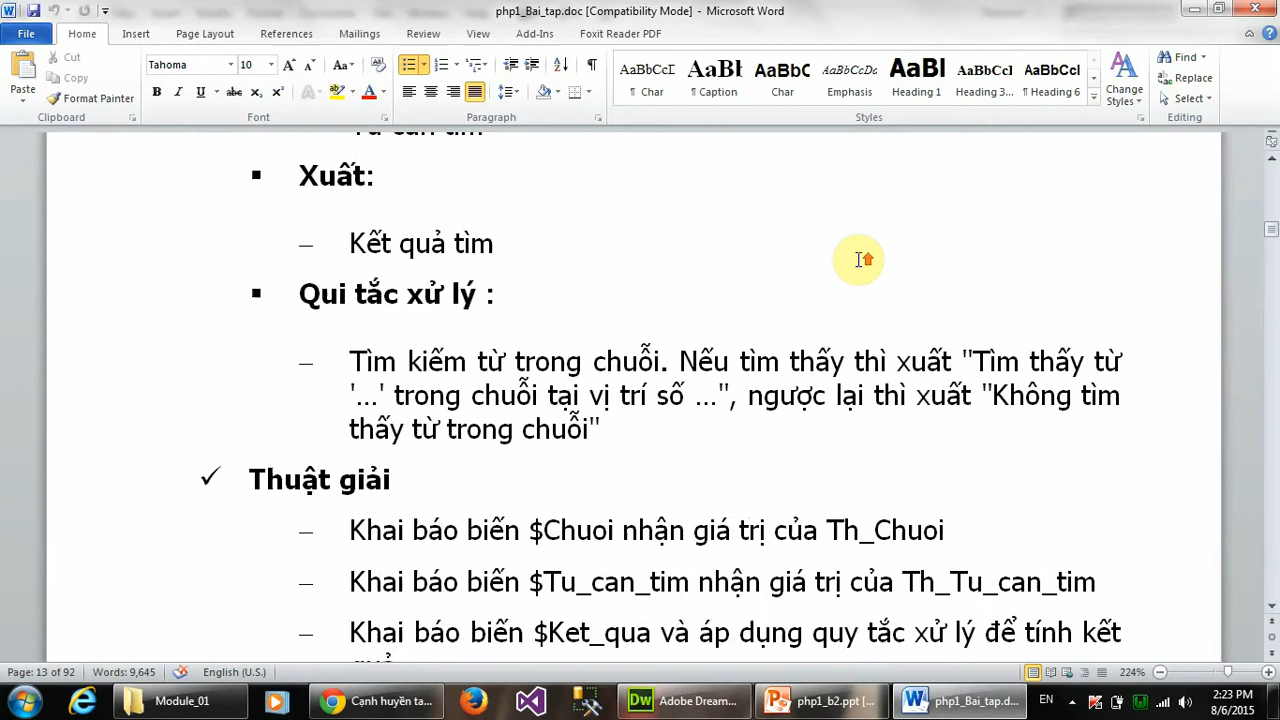 php1_Bai_tap.doc [Compatibility Mode] - Microsoft Word
File Home Insert Page Layout References Mailings Review View Add-Ins Foxit Reader PDF
Paste
Cut
Copy
Format Painter
Clipboard
Tahoma 10
Font
Paragraph
AaBbCcI AaBl AaBbC AaBbCcDc AaBl AaBbCcI AaBbCcl
¶ Char ¶ Caption Char Emphasis Heading 1 Heading 3... ¶ Heading 6
Change Styles
Styles
Find
Replace
Select
Editing
Xuất:
– Kết quả tìm
Qui tắc xử lý :
– Tìm kiếm từ trong chuỗi. Nếu tìm thấy thì xuất "Tìm thấy từ
'...' trong chuỗi tại vị trí số ...", ngược lại thì xuất "Không tìm
thấy từ trong chuỗi"
✓ Thuật giải
– Khai báo biến $Chuoi nhận giá trị của Th_Chuoi
– Khai báo biến $Tu_can_tim nhận giá trị của Th_Tu_can_tim
– Khai báo biến $Ket_qua và áp dụng quy tắc xử lý để tính kết
Page: 13 of 92 Words: 9,645 English (U.S.) 224%
Module_01 Cạnh huyền ta... Adobe Dream... php1_b2.ppt [... php1_Bai_tap.d... EN 2:23 PM
8/6/2015